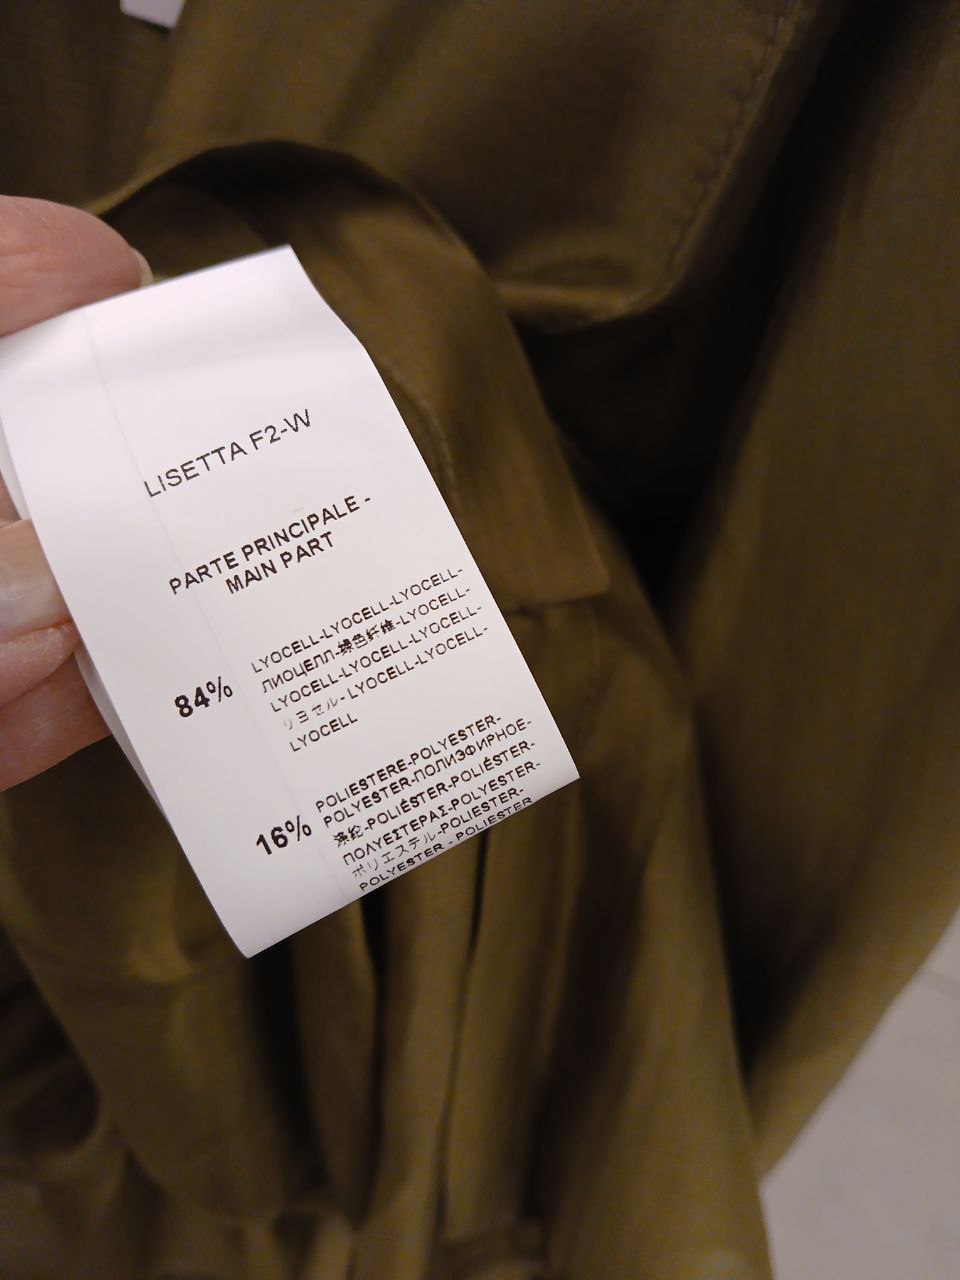 LISETTA F2-W
PARTE PRINCIPALE -
MAIN PART
84%
LYOCELL-LYOCELL-LYOCELL-
ЛИОЦЕЛЛ-绿色纤维-LYOCELL-
LYOCELL-LYOCELL-LYOCELL-
リヨセル-LYOCELL-LYOCELL-
LYOCELL
16%
POLIESTERE-POLYESTER-
POLYESTER-ПОЛИЭФИРНОЕ-
涤纶-POLIÉSTER-POLIÉSTER-
ΠΟΛΥΕΣΤΕΡΑΣ-POLYESTER-
ポリエステル-POLIESTER-
POLYESTER - POLIESTER